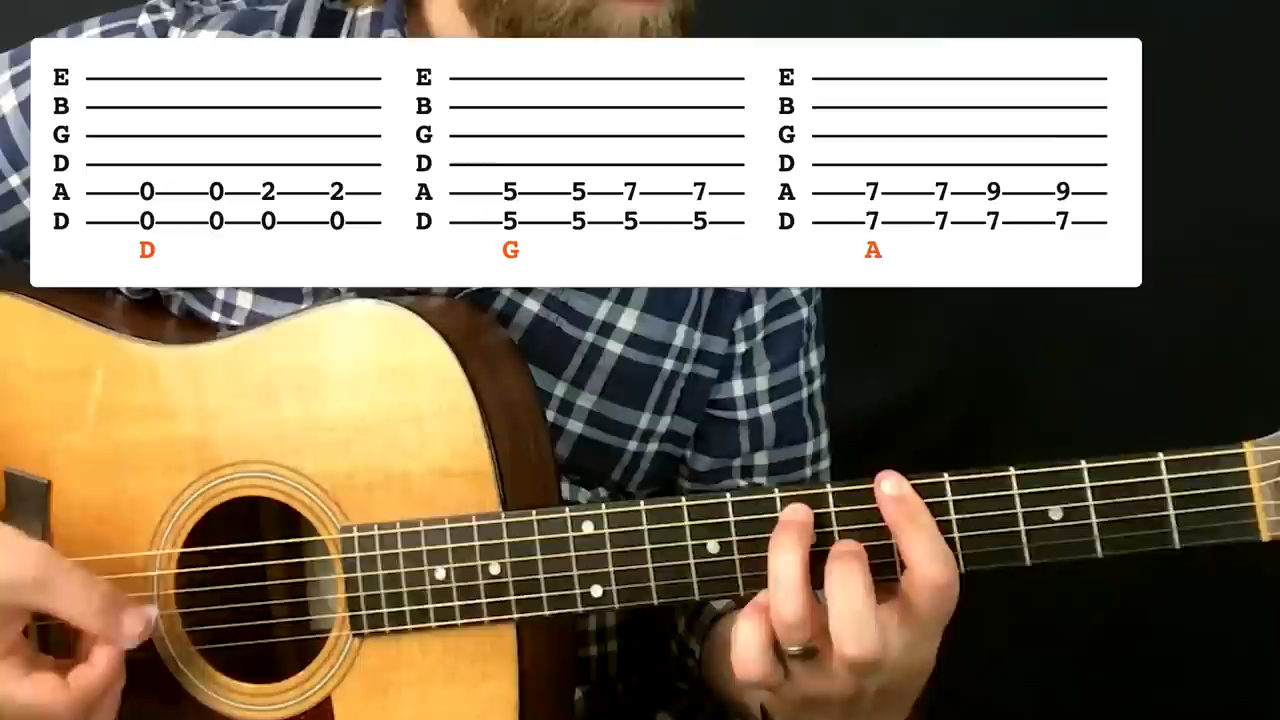 E E E
B B B
G G G
D D D
A 0 0 2 2 A 5 5 7 7 A 7 7 9 9
D 0 0 0 0 D 5 5 5 5 D 7 7 7 7
D G A